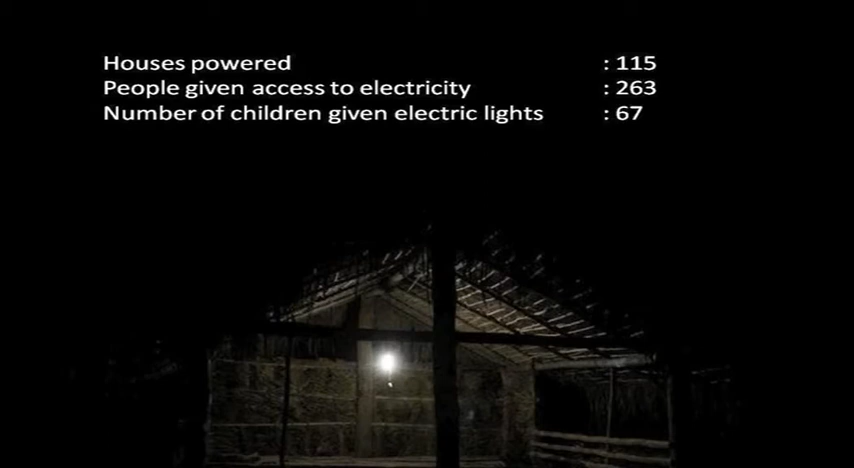 Houses powered : 115
People given access to electricity : 263
Number of children given electric lights : 67